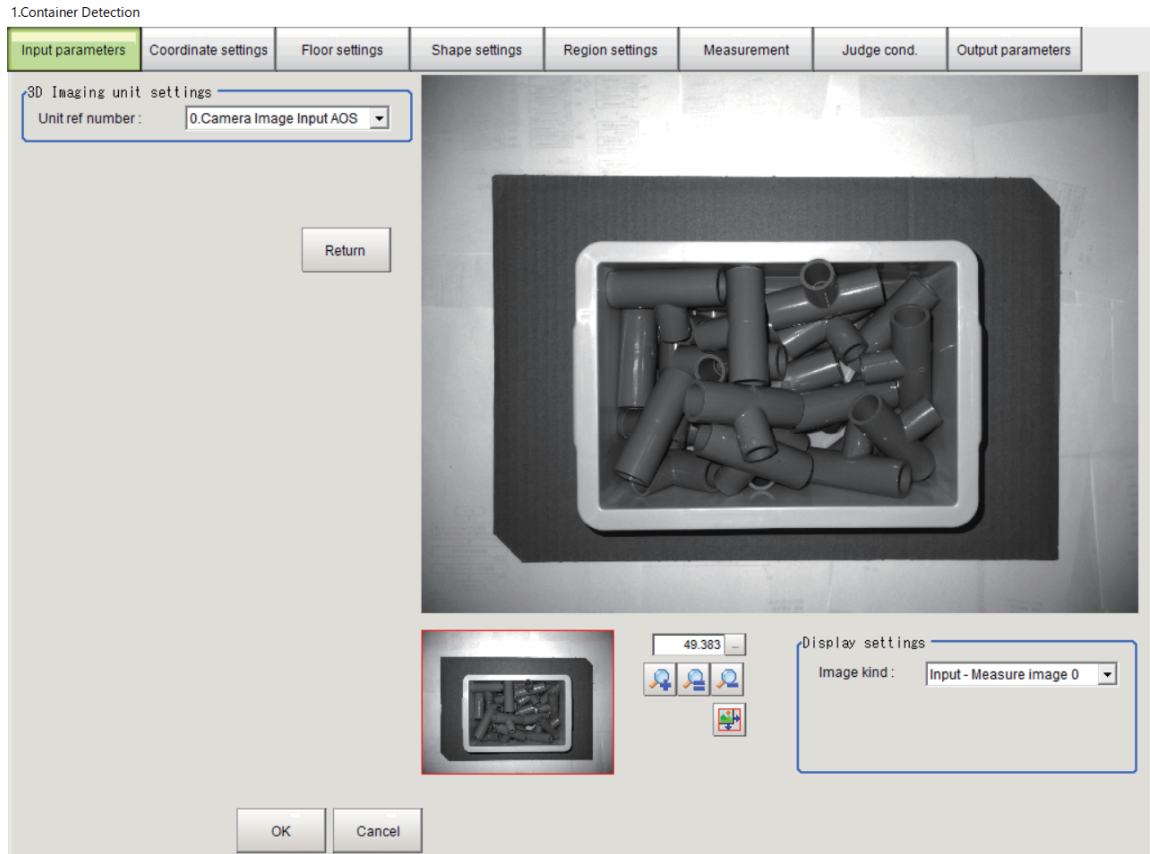 1.Container Detection
Input parameters Coordinate settings Floor settings Shape settings Region settings Measurement Judge cond. Output parameters
3D Imaging unit settings
Unit ref number : 0.Camera Image Input AOS
Return
49.383 ...
Display settings
Image kind : Input - Measure image 0
OK Cancel